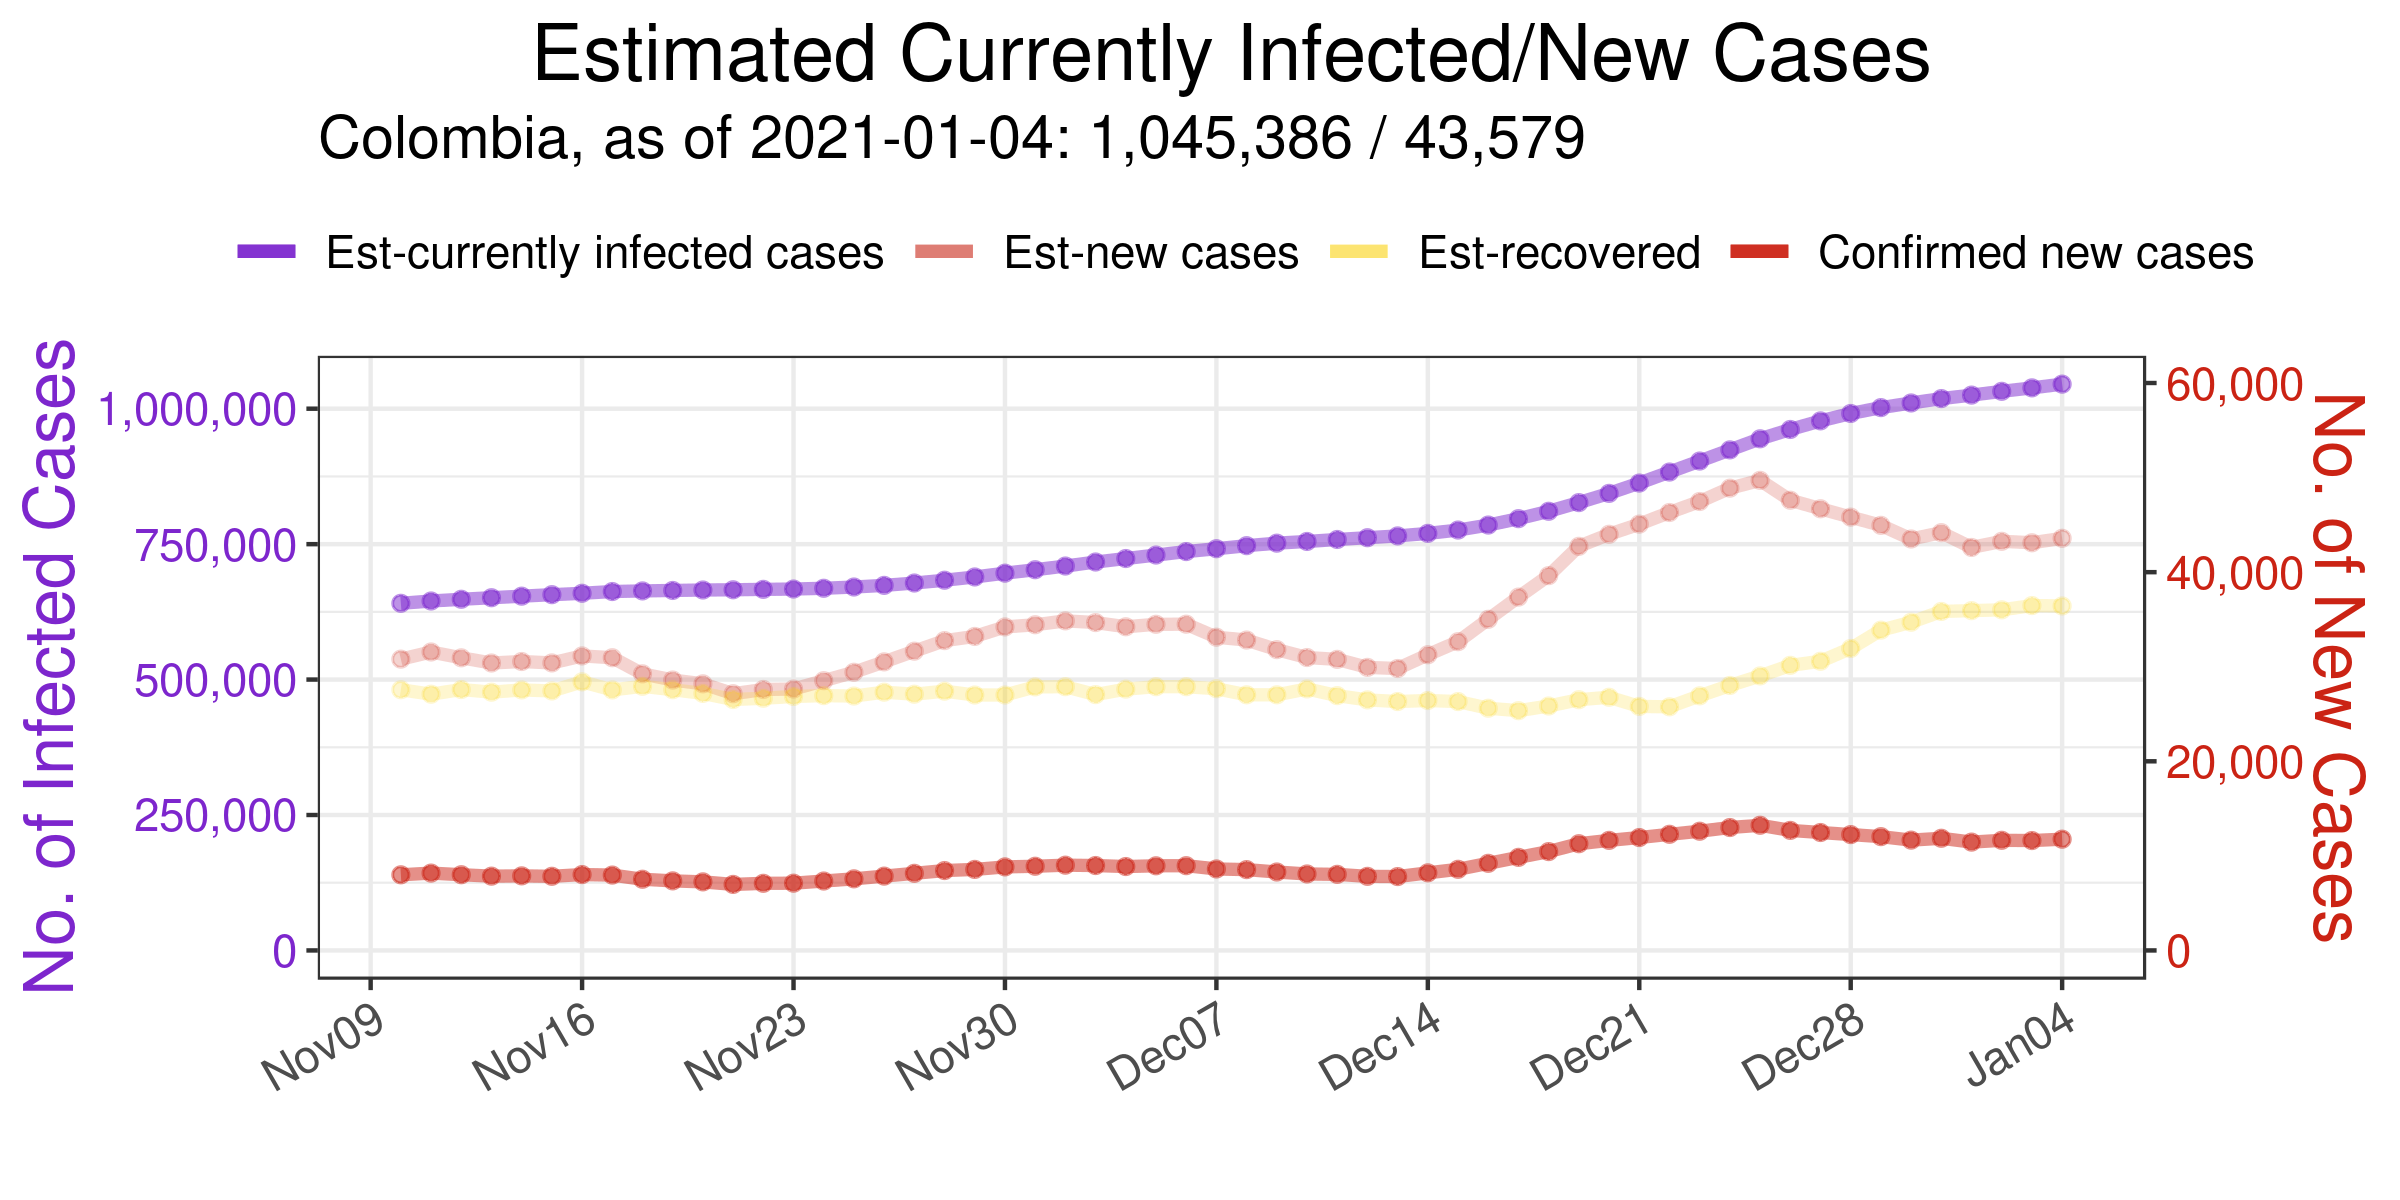 Estimated Currently Infected/New Cases
Colombia, as of 2021-01-04: 1,045,386 / 43,579
Est-currently infected cases Est-new cases Est-recovered Confirmed new cases
No. of Infected Cases
1,000,000
750,000
500,000
250,000
0
60,000
40,000
20,000
0
No. of New Cases
Nov09 Nov16 Nov23 Nov30 Dec07 Dec14 Dec21 Dec28 Jan04